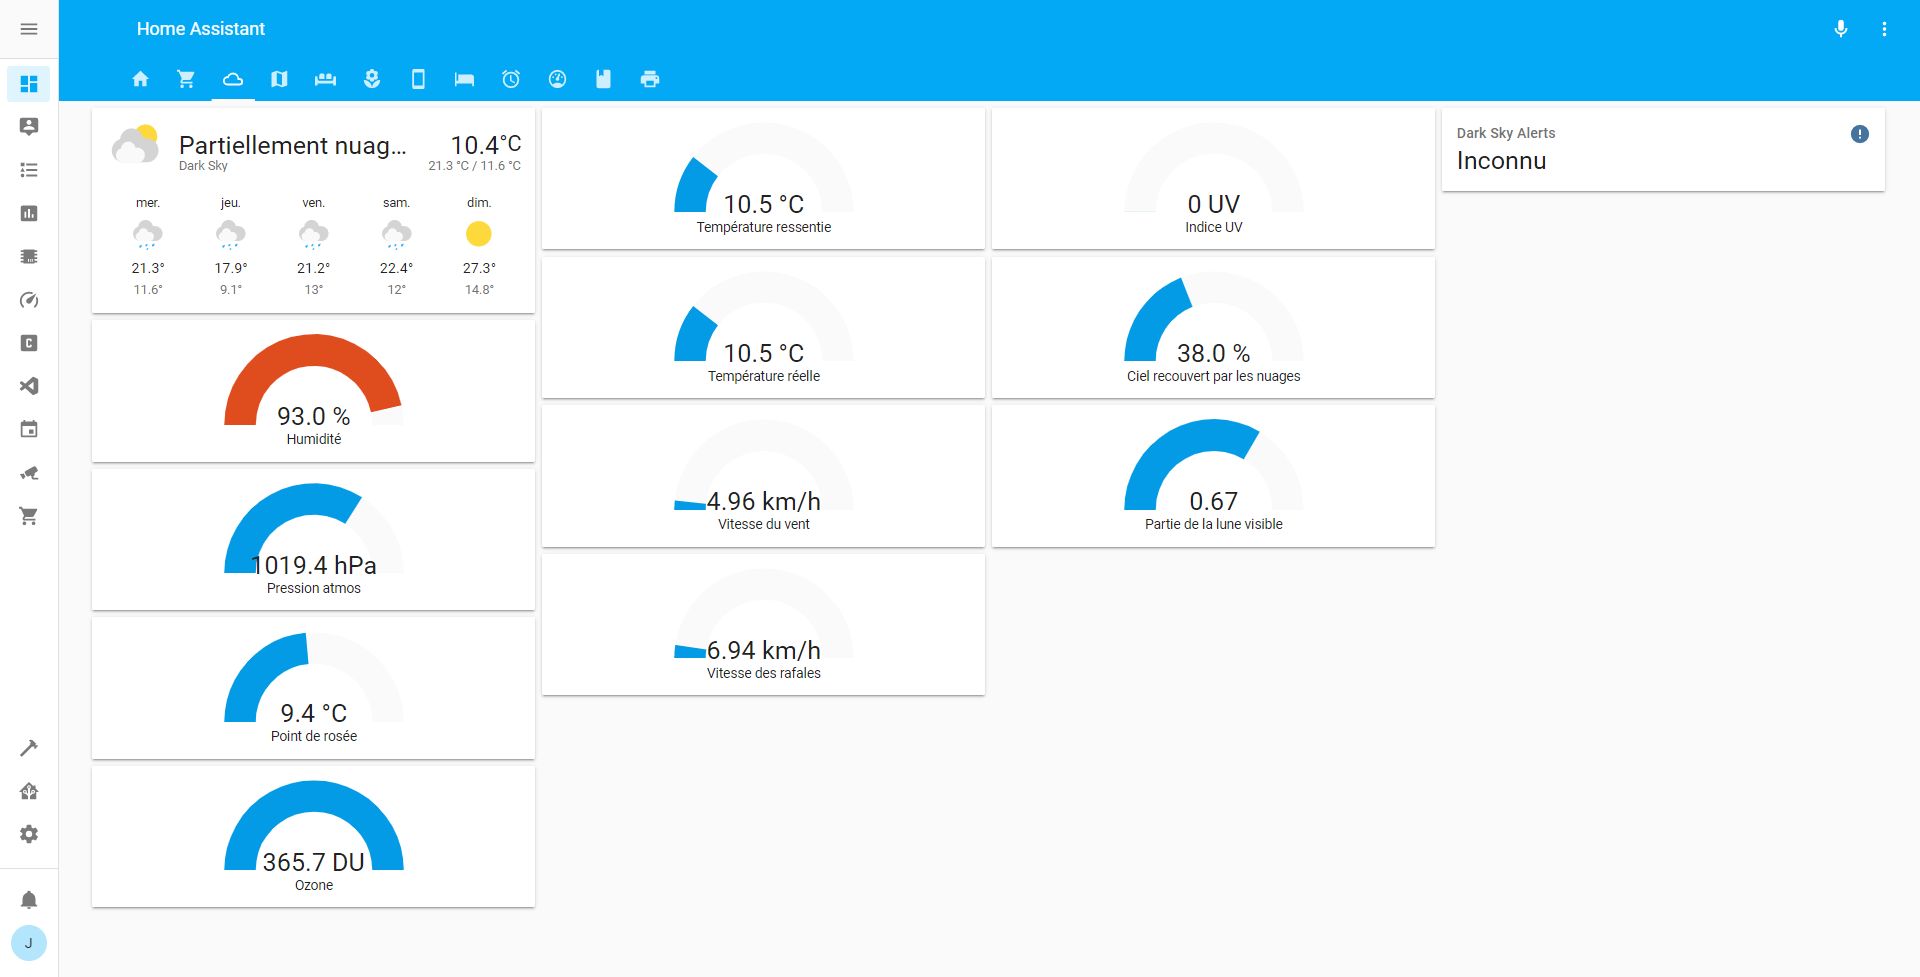 Home Assistant
Partiellement nuag...
10.4°C
Dark Sky
21.3 °C / 11.6 °C
mer. jeu. ven. sam. dim.
21.3° 17.9° 21.2° 22.4° 27.3°
11.6° 9.1° 13° 12° 14.8°
93.0 %
Humidité
1019.4 hPa
Pression atmos
9.4 °C
Point de rosée
365.7 DU
Ozone
10.5 °C
Température ressentie
10.5 °C
Température réelle
4.96 km/h
Vitesse du vent
6.94 km/h
Vitesse des rafales
0 UV
Indice UV
38.0 %
Ciel recouvert par les nuages
0.67
Partie de la lune visible
Dark Sky Alerts
Inconnu
C
J